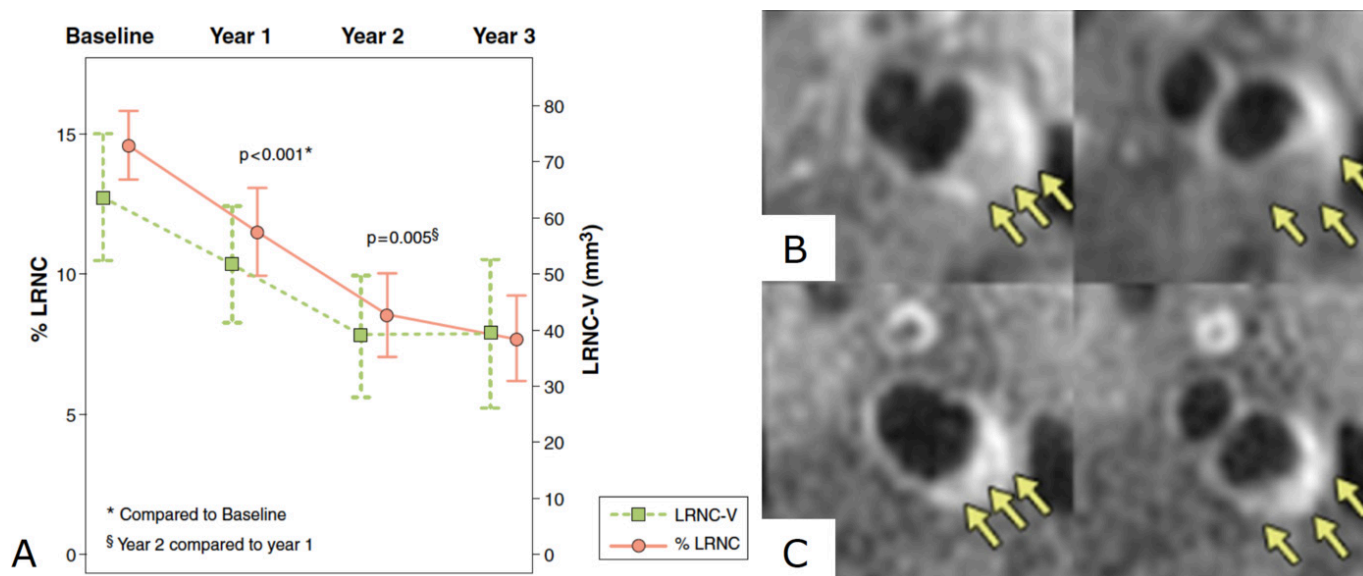 Baseline Year 1 Year 2 Year 3
80
15
70
p<0.001*
60
p=0.005§
50
10
% LRNC
LRNC-V (mm³)
40
30
5
20
10
* Compared to Baseline
§ Year 2 compared to year 1
0
0
LRNC-V
% LRNC
A
B
C